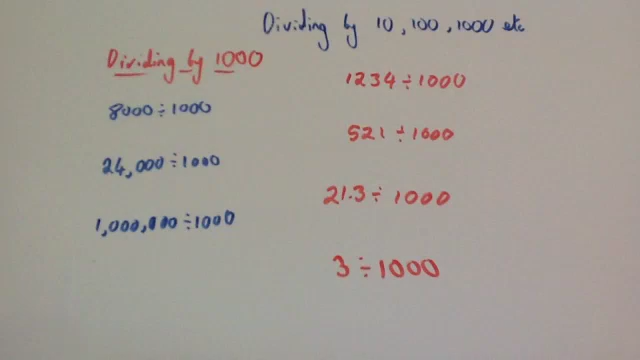 Dividing by 10, 100, 1000 etc
Dividing by 1000
8000 ÷ 1000
24,000 ÷ 1000
1,000,000 ÷ 1000
1234 ÷ 1000
521 ÷ 1000
21.3 ÷ 1000
3 ÷ 1000